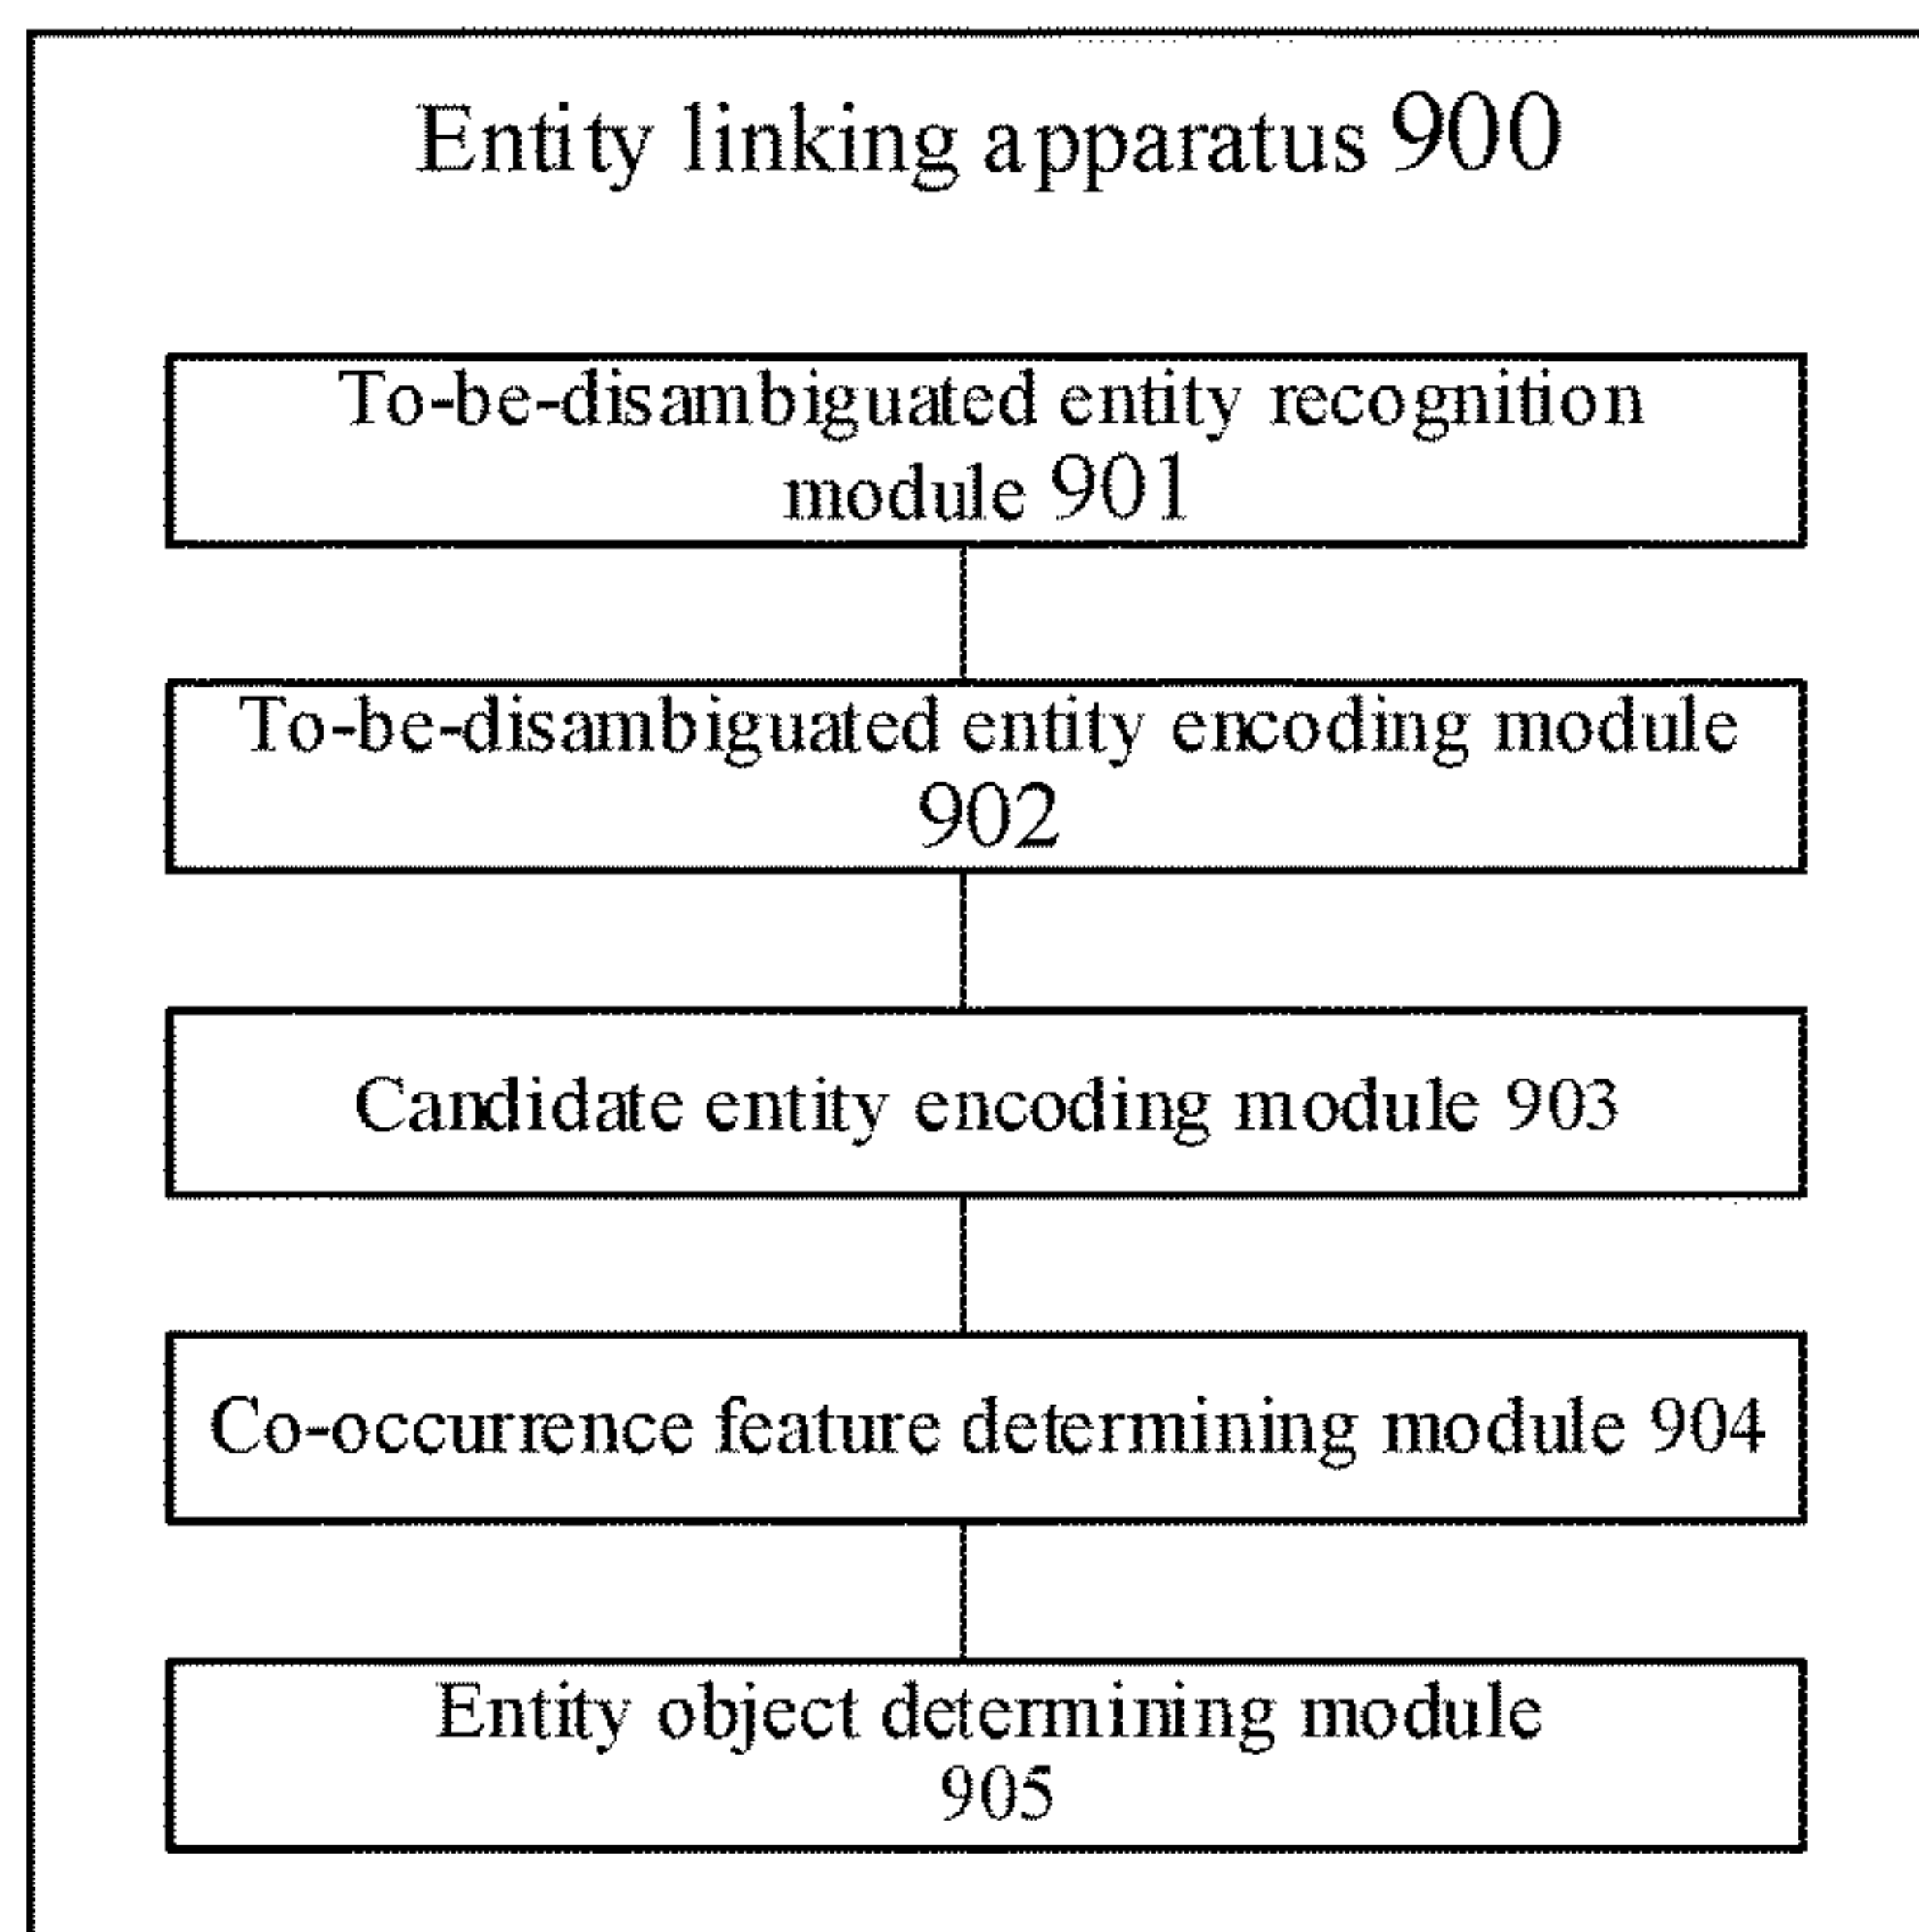 Entity linking apparatus 900
To-be-disambiguated entity recognition
module 901
To-be-disambiguated entity encoding module
902
Candidate entity encoding module 903
Co-occurrence feature determining module 904
Entity object determining module
905